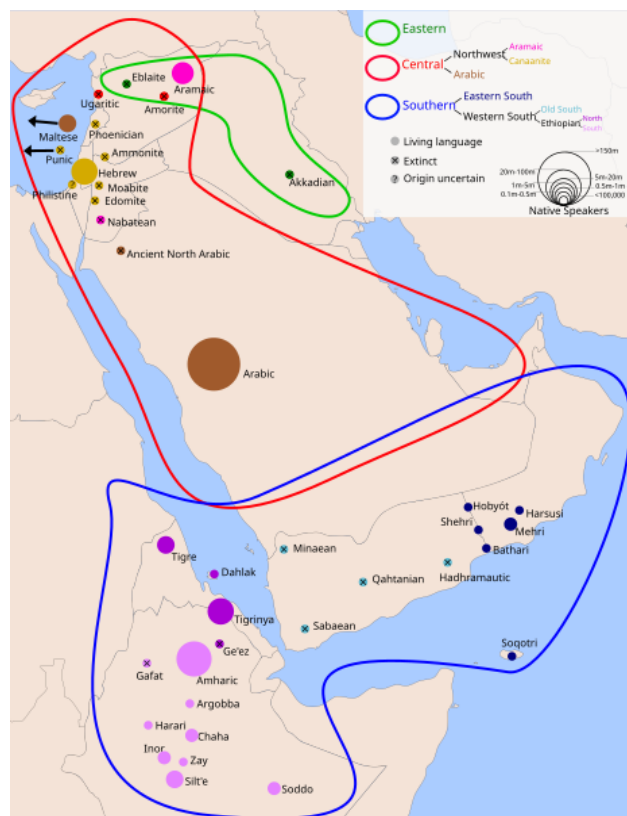 Eastern
Central
Northwest
Aramaic
Canaanite
Arabic
Southern
Eastern South
Western South
Old South
Ethiopian
North
South
Living language
Extinct
Origin uncertain
>150m
20m-100m
5m-20m
1m-5m
0.5m-1m
0.1m-0.5m
<100,000
Native Speakers
Eblaite
Aramaic
Ugaritic
Amorite
Maltese
Phoenician
Punic
Ammonite
Hebrew
Philistine
Moabite
Edomite
Akkadian
Nabatean
Ancient North Arabic
Arabic
Hobyót
Harsusi
Shehri
Mehri
Bathari
Minaean
Tigre
Dahlak
Qahtanian
Hadhramautic
Tigrinya
Sabaean
Ge'ez
Soqotri
Gafat
Amharic
Argobba
Harari
Chaha
Inor
Zay
Silt'e
Soddo